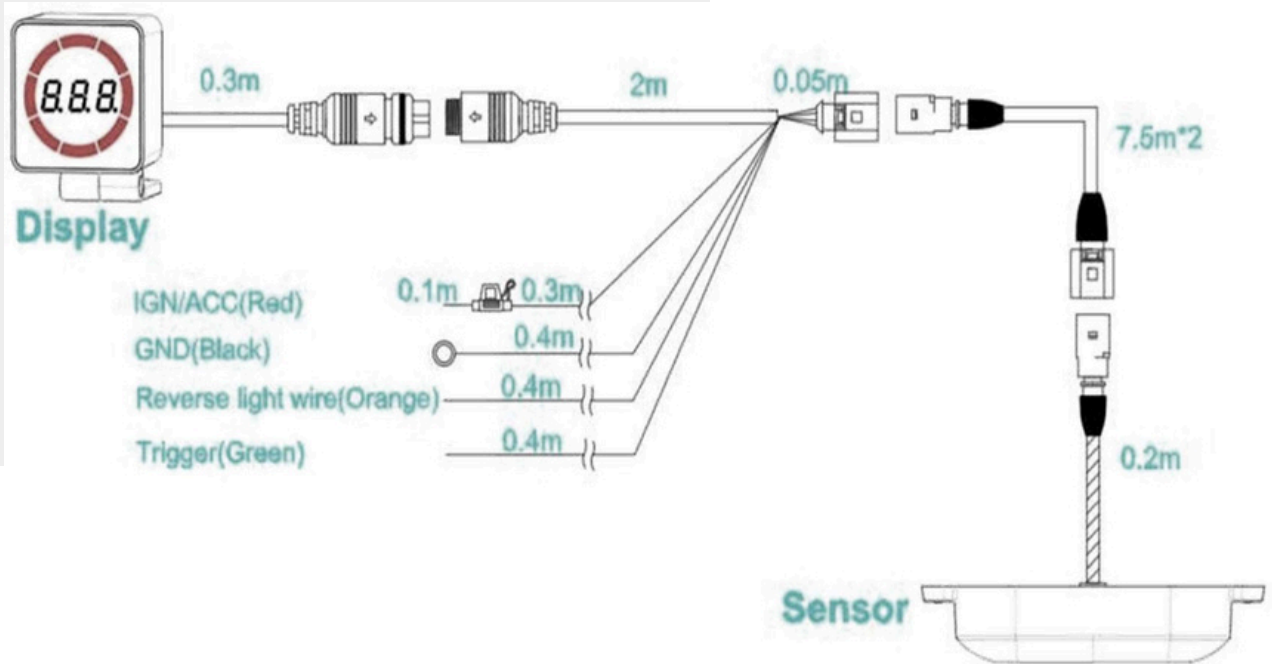 8.8.8.
0.3m
2m
0.05m
7.5m*2
Display
IGN/ACC(Red)
0.1m
0.3m
GND(Black)
0.4m
Reverse light wire(Orange)
0.4m
Trigger(Green)
0.4m
0.2m
Sensor